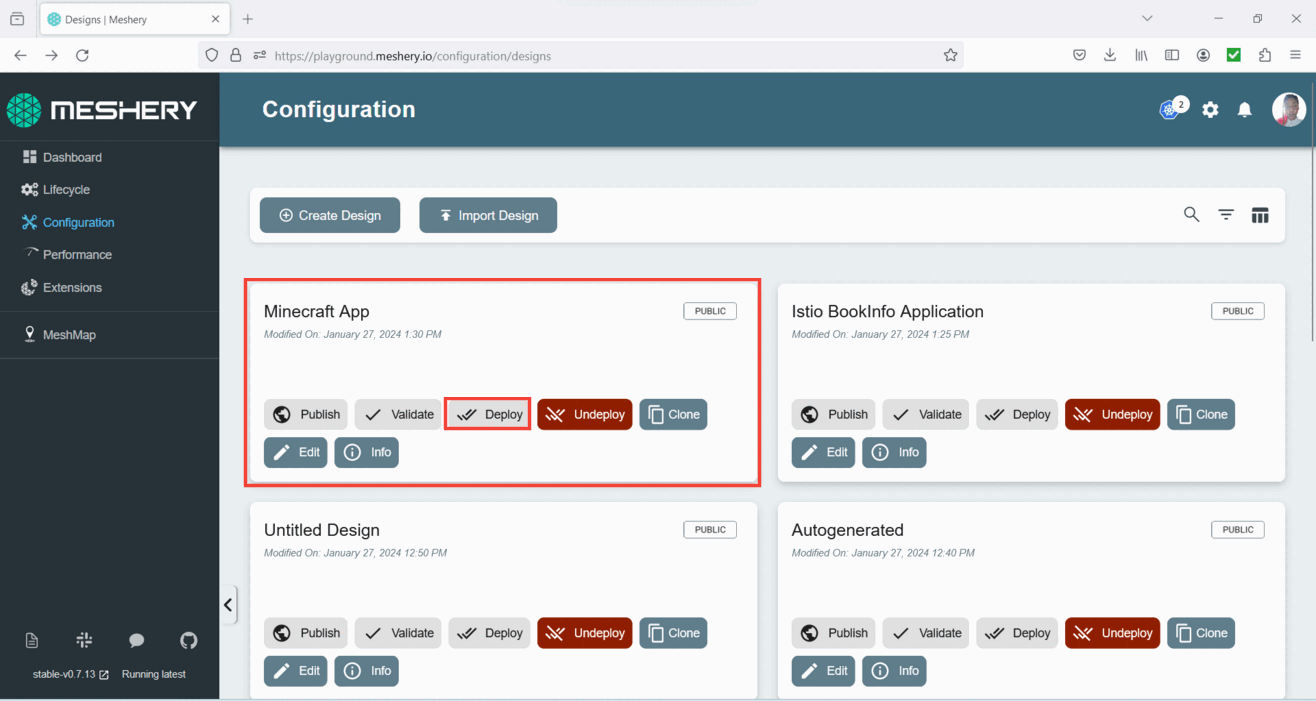 Designs | Meshery
https://playground.meshery.io/configuration/designs
MESHERY
Configuration
2
Dashboard
Lifecycle
Configuration
Performance
Extensions
MeshMap
Create Design
Import Design
Minecraft App
PUBLIC
Modified On: January 27, 2024 1:30 PM
Publish
Validate
Deploy
Undeploy
Clone
Edit
Info
Istio BookInfo Application
PUBLIC
Modified On: January 27, 2024 1:25 PM
Publish
Validate
Deploy
Undeploy
Clone
Edit
Info
Untitled Design
PUBLIC
Modified On: January 27, 2024 12:50 PM
Publish
Validate
Deploy
Undeploy
Clone
Edit
Info
Autogenerated
PUBLIC
Modified On: January 27, 2024 12:40 PM
Publish
Validate
Deploy
Undeploy
Clone
Edit
Info
stable-v0.7.13
Running latest